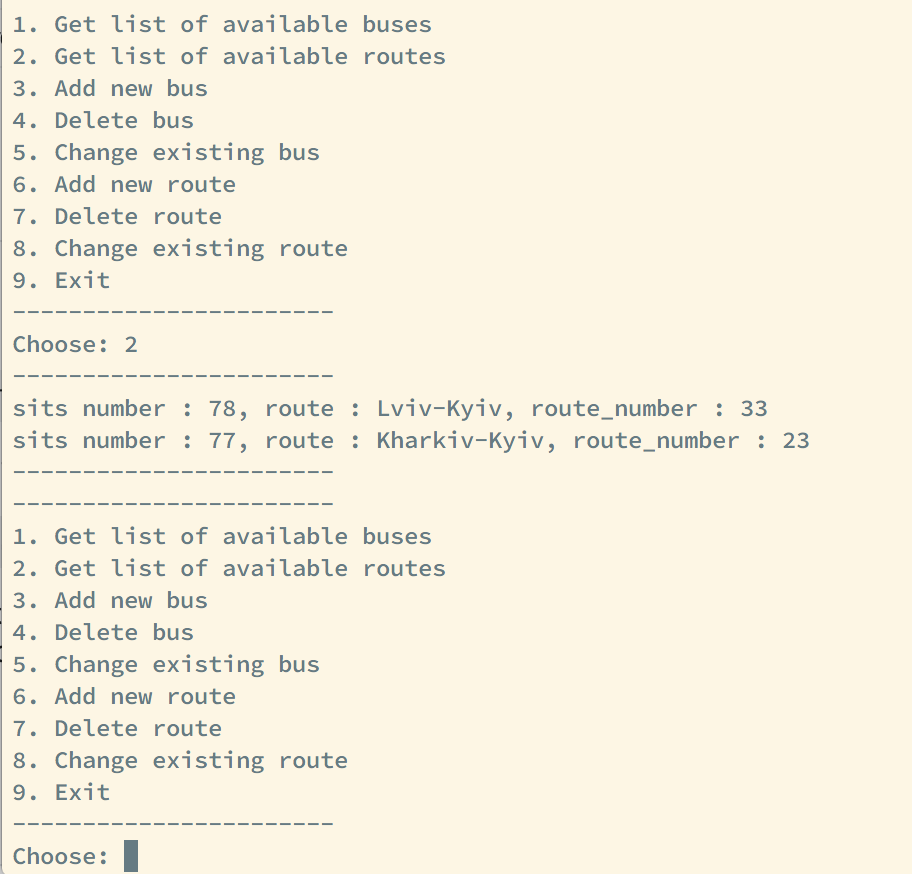 1. Get list of available buses
2. Get list of available routes
3. Add new bus
4. Delete bus
5. Change existing bus
6. Add new route
7. Delete route
8. Change existing route
9. Exit
-----------------------
Choose: 2
-----------------------
sits number : 78, route : Lviv-Kyiv, route_number : 33
sits number : 77, route : Kharkiv-Kyiv, route_number : 23
-----------------------
-----------------------
1. Get list of available buses
2. Get list of available routes
3. Add new bus
4. Delete bus
5. Change existing bus
6. Add new route
7. Delete route
8. Change existing route
9. Exit
-----------------------
Choose: